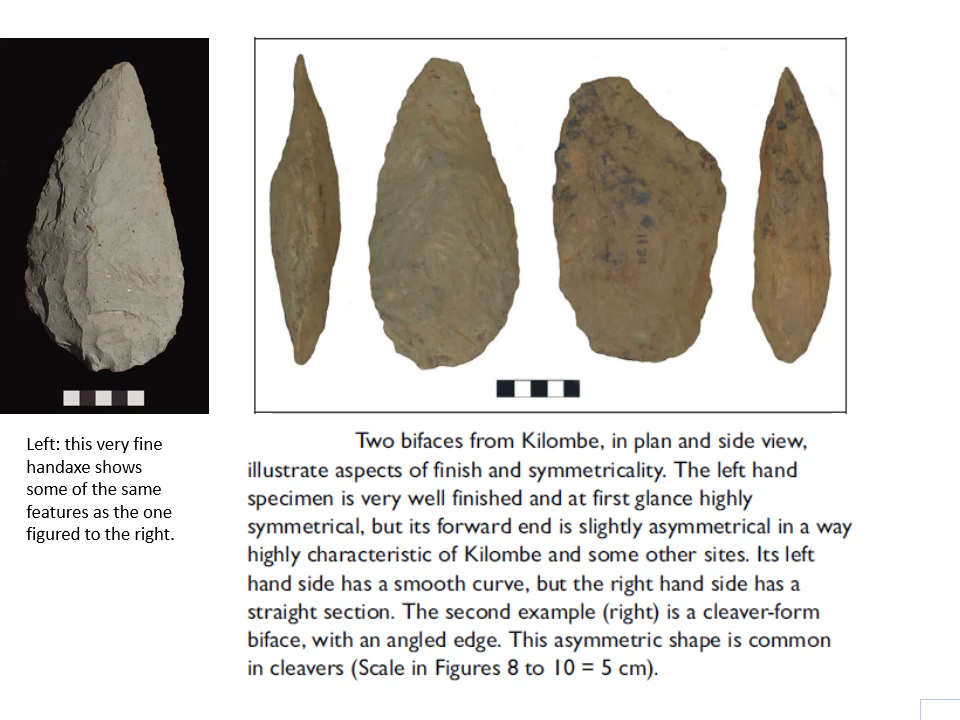 Left: this very fine
handaxe shows
some of the same
features as the one
figured to the right.
Two bifaces from Kilombe, in plan and side view,
illustrate aspects of finish and symmetricality. The left hand
specimen is very well finished and at first glance highly
symmetrical, but its forward end is slightly asymmetrical in a way
highly characteristic of Kilombe and some other sites. Its left
hand side has a smooth curve, but the right hand side has a
straight section. The second example (right) is a cleaver-form
biface, with an angled edge. This asymmetric shape is common
in cleavers (Scale in Figures 8 to 10 = 5 cm).